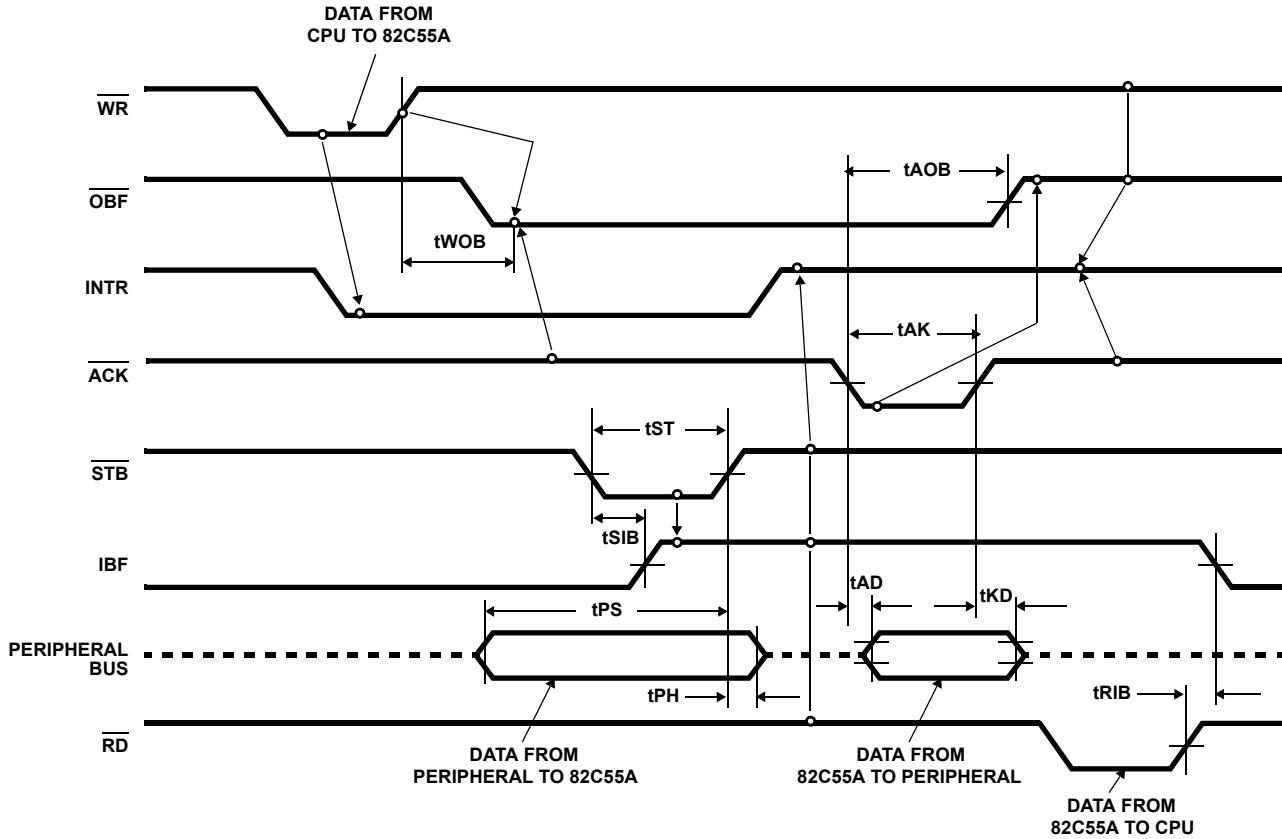 DATA FROM
CPU TO 82C55A
WR
OBF
tAOB
tWOB
INTR
tAK
ACK
tST
STB
tSIB
IBF
tAD
tKD
tPS
PERIPHERAL
BUS
tPH
tRIB
RD
DATA FROM
PERIPHERAL TO 82C55A
DATA FROM
82C55A TO PERIPHERAL
DATA FROM
82C55A TO CPU